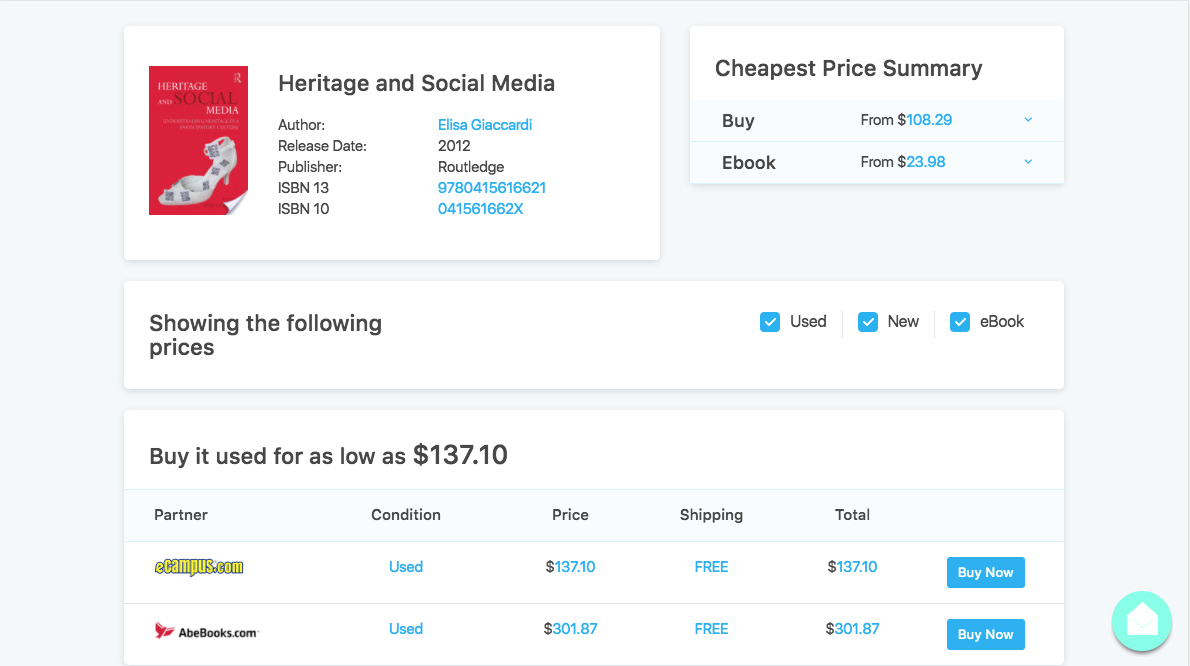 HERITAGE
AND SOCIAL
MEDIA
Heritage and Social Media
Author: Elisa Giaccardi
Release Date: 2012
Publisher: Routledge
ISBN 13 9780415616621
ISBN 10 041561662X
Cheapest Price Summary
Buy From $108.29
Ebook From $23.98
Showing the following
prices
Used New eBook
Buy it used for as low as $137.10
Partner Condition Price Shipping Total
eCampus.com Used $137.10 FREE $137.10 Buy Now
AbeBooks.com Used $301.87 FREE $301.87 Buy Now